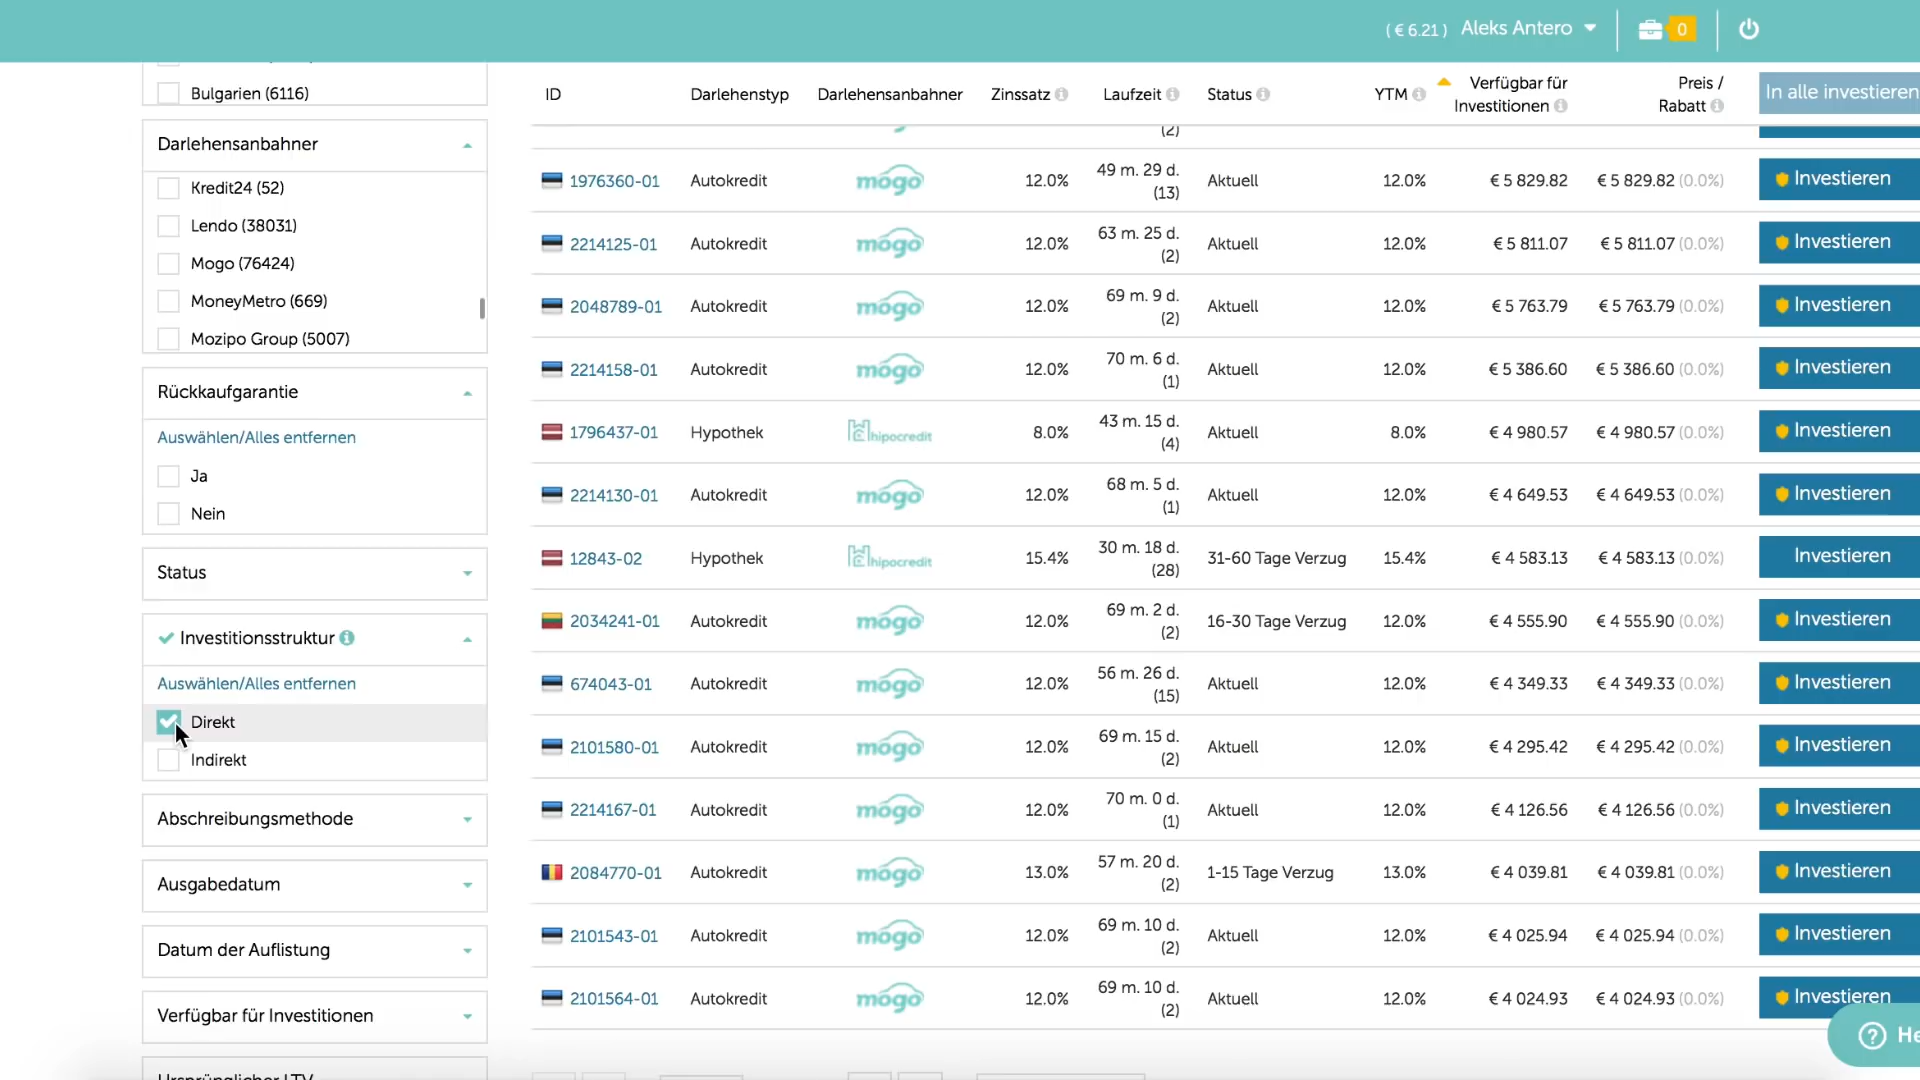 ( € 6.21 ) Aleks Antero 0
Bulgarien (6116)
Darlehensanbahner
Kredit24 (52)
Lendo (38031)
Mogo (76424)
MoneyMetro (669)
Mozipo Group (5007)
Rückkaufgarantie
Auswählen/Alles entfernen
Ja
Nein
Status
Investitionsstruktur
Auswählen/Alles entfernen
Direkt
Indirekt
Abschreibungsmethode
Ausgabedatum
Datum der Auflistung
Verfügbar für Investitionen
Ursprünglicher LTV
ID Darlehenstyp Darlehensanbahner Zinssatz Laufzeit Status YTM Verfügbar für Investitionen Preis / Rabatt In alle investieren
(2)
1976360-01 Autokredit mogo 12.0% 49 m. 29 d. (13) Aktuell 12.0% € 5 829.82 € 5 829.82 (0.0%) Investieren
2214125-01 Autokredit mogo 12.0% 63 m. 25 d. (2) Aktuell 12.0% € 5 811.07 € 5 811.07 (0.0%) Investieren
2048789-01 Autokredit mogo 12.0% 69 m. 9 d. (2) Aktuell 12.0% € 5 763.79 € 5 763.79 (0.0%) Investieren
2214158-01 Autokredit mogo 12.0% 70 m. 6 d. (1) Aktuell 12.0% € 5 386.60 € 5 386.60 (0.0%) Investieren
1796437-01 Hypothek hipocredit 8.0% 43 m. 15 d. (4) Aktuell 8.0% € 4 980.57 € 4 980.57 (0.0%) Investieren
2214130-01 Autokredit mogo 12.0% 68 m. 5 d. (1) Aktuell 12.0% € 4 649.53 € 4 649.53 (0.0%) Investieren
12843-02 Hypothek hipocredit 15.4% 30 m. 18 d. (28) 31-60 Tage Verzug 15.4% € 4 583.13 € 4 583.13 (0.0%) Investieren
2034241-01 Autokredit mogo 12.0% 69 m. 2 d. (2) 16-30 Tage Verzug 12.0% € 4 555.90 € 4 555.90 (0.0%) Investieren
674043-01 Autokredit mogo 12.0% 56 m. 26 d. (15) Aktuell 12.0% € 4 349.33 € 4 349.33 (0.0%) Investieren
2101580-01 Autokredit mogo 12.0% 69 m. 15 d. (2) Aktuell 12.0% € 4 295.42 € 4 295.42 (0.0%) Investieren
2214167-01 Autokredit mogo 12.0% 70 m. 0 d. (1) Aktuell 12.0% € 4 126.56 € 4 126.56 (0.0%) Investieren
2084770-01 Autokredit mogo 13.0% 57 m. 20 d. (2) 1-15 Tage Verzug 13.0% € 4 039.81 € 4 039.81 (0.0%) Investieren
2101543-01 Autokredit mogo 12.0% 69 m. 10 d. (2) Aktuell 12.0% € 4 025.94 € 4 025.94 (0.0%) Investieren
2101564-01 Autokredit mogo 12.0% 69 m. 10 d. (2) Aktuell 12.0% € 4 024.93 € 4 024.93 (0.0%) Investieren
He